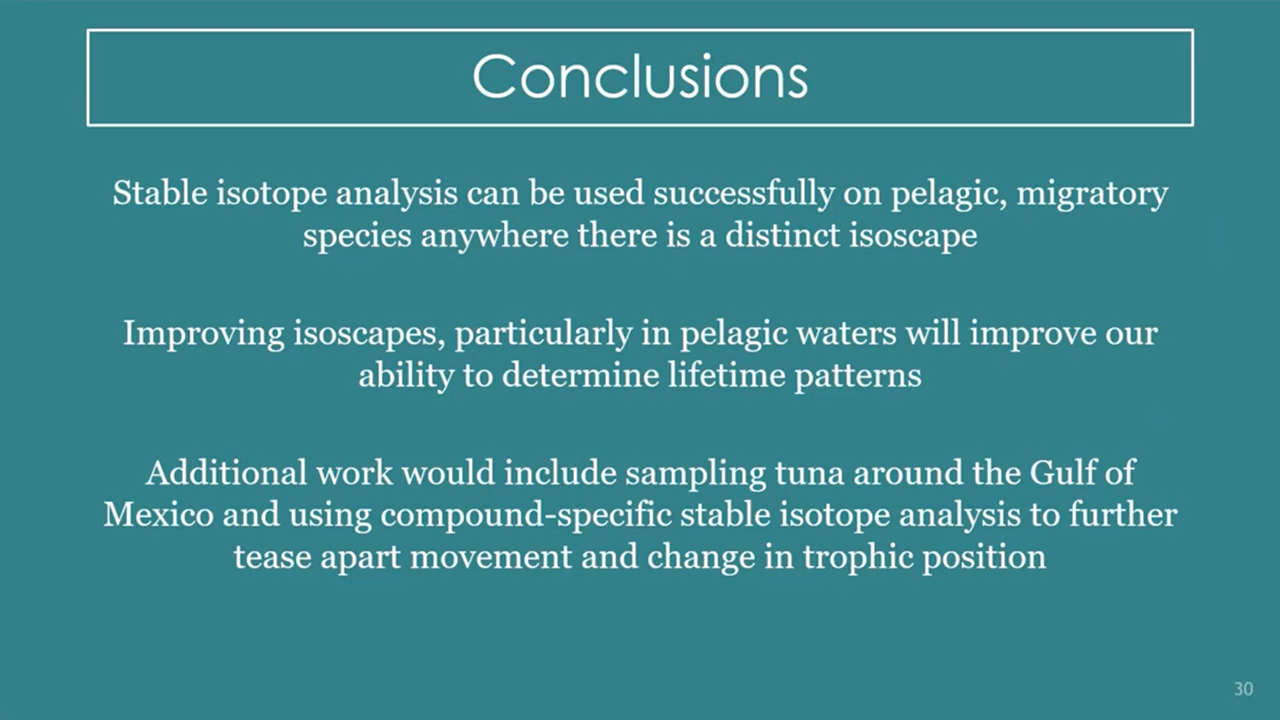 Conclusions
Stable isotope analysis can be used successfully on pelagic, migratory
species anywhere there is a distinct isoscape
Improving isoscapes, particularly in pelagic waters will improve our
ability to determine lifetime patterns
Additional work would include sampling tuna around the Gulf of
Mexico and using compound-specific stable isotope analysis to further
tease apart movement and change in trophic position
30